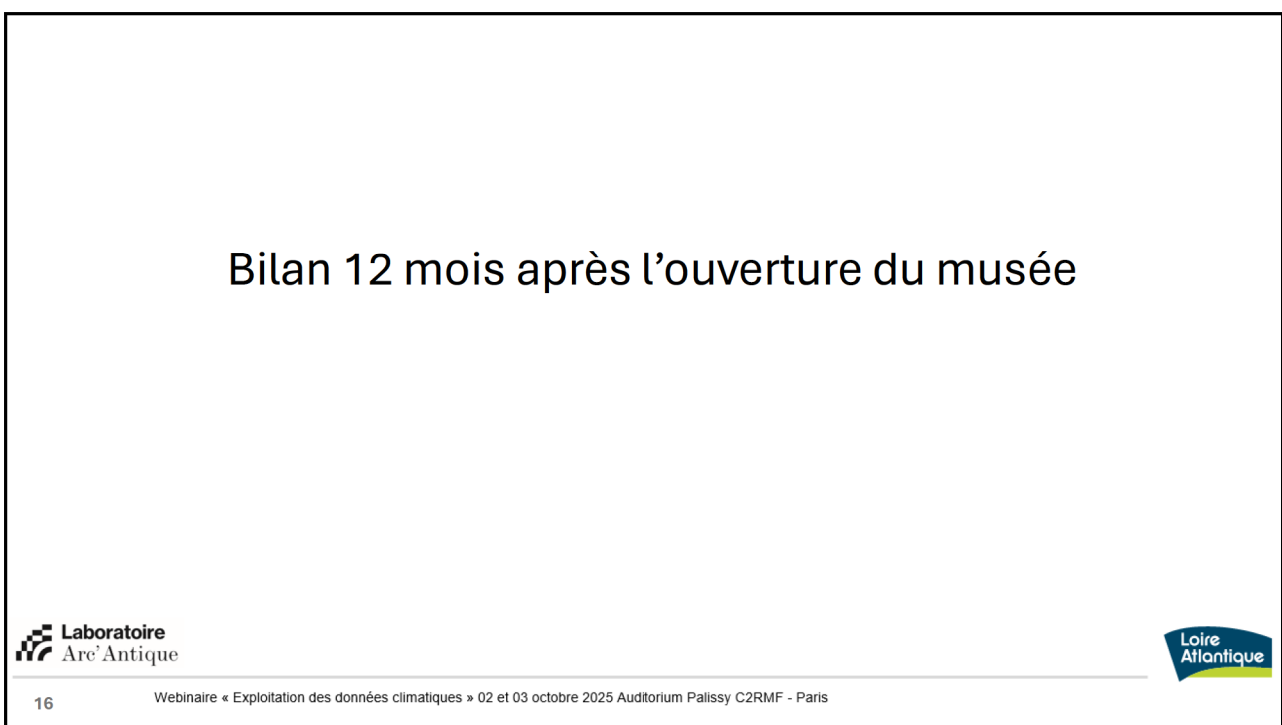 Bilan 12 mois après l’ouverture du musée
Laboratoire
Arc'Antique
Loire
Atlantique
16
Webinaire « Exploitation des données climatiques » 02 et 03 octobre 2025 Auditorium Palissy C2RMF - Paris